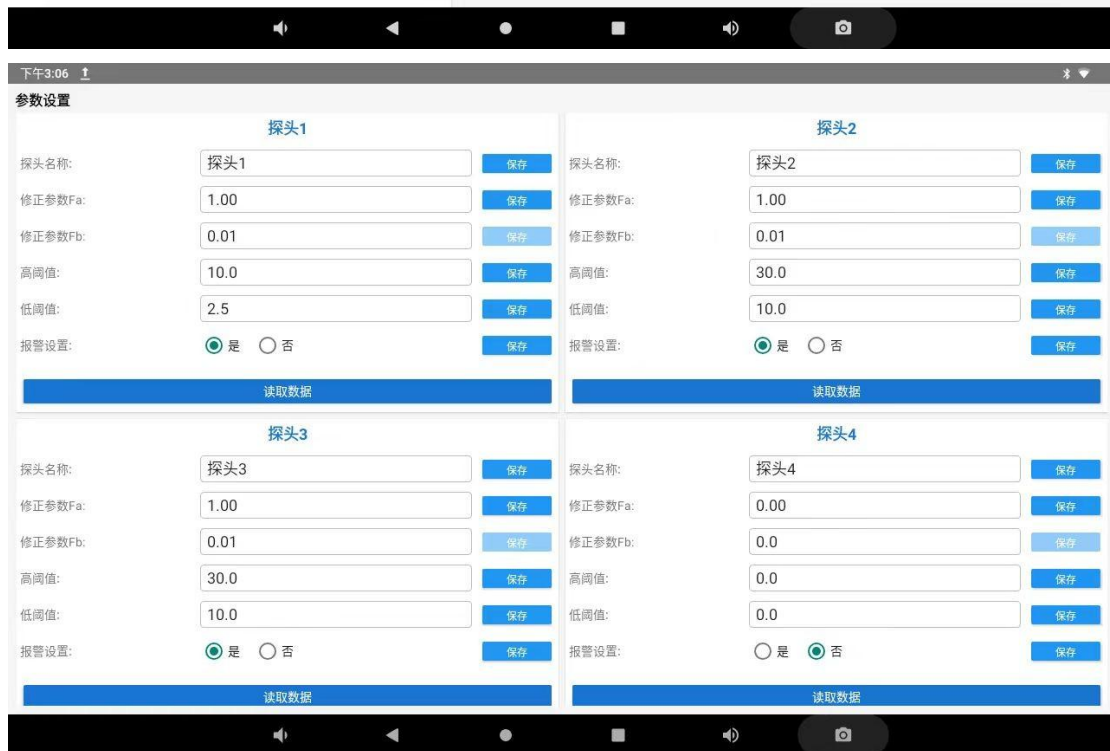 下午3:06
参数设置
探头1
探头名称: 探头1 保存
修正参数Fa: 1.00 保存
修正参数Fb: 0.01 保存
高阈值: 10.0 保存
低阈值: 2.5 保存
报警设置: 是 否 保存
读取数据
探头2
探头名称: 探头2 保存
修正参数Fa: 1.00 保存
修正参数Fb: 0.01 保存
高阈值: 30.0 保存
低阈值: 10.0 保存
报警设置: 是 否 保存
读取数据
探头3
探头名称: 探头3 保存
修正参数Fa: 1.00 保存
修正参数Fb: 0.01 保存
高阈值: 30.0 保存
低阈值: 10.0 保存
报警设置: 是 否 保存
读取数据
探头4
探头名称: 探头4 保存
修正参数Fa: 0.00 保存
修正参数Fb: 0.0 保存
高阈值: 0.0 保存
低阈值: 0.0 保存
报警设置: 是 否 保存
读取数据